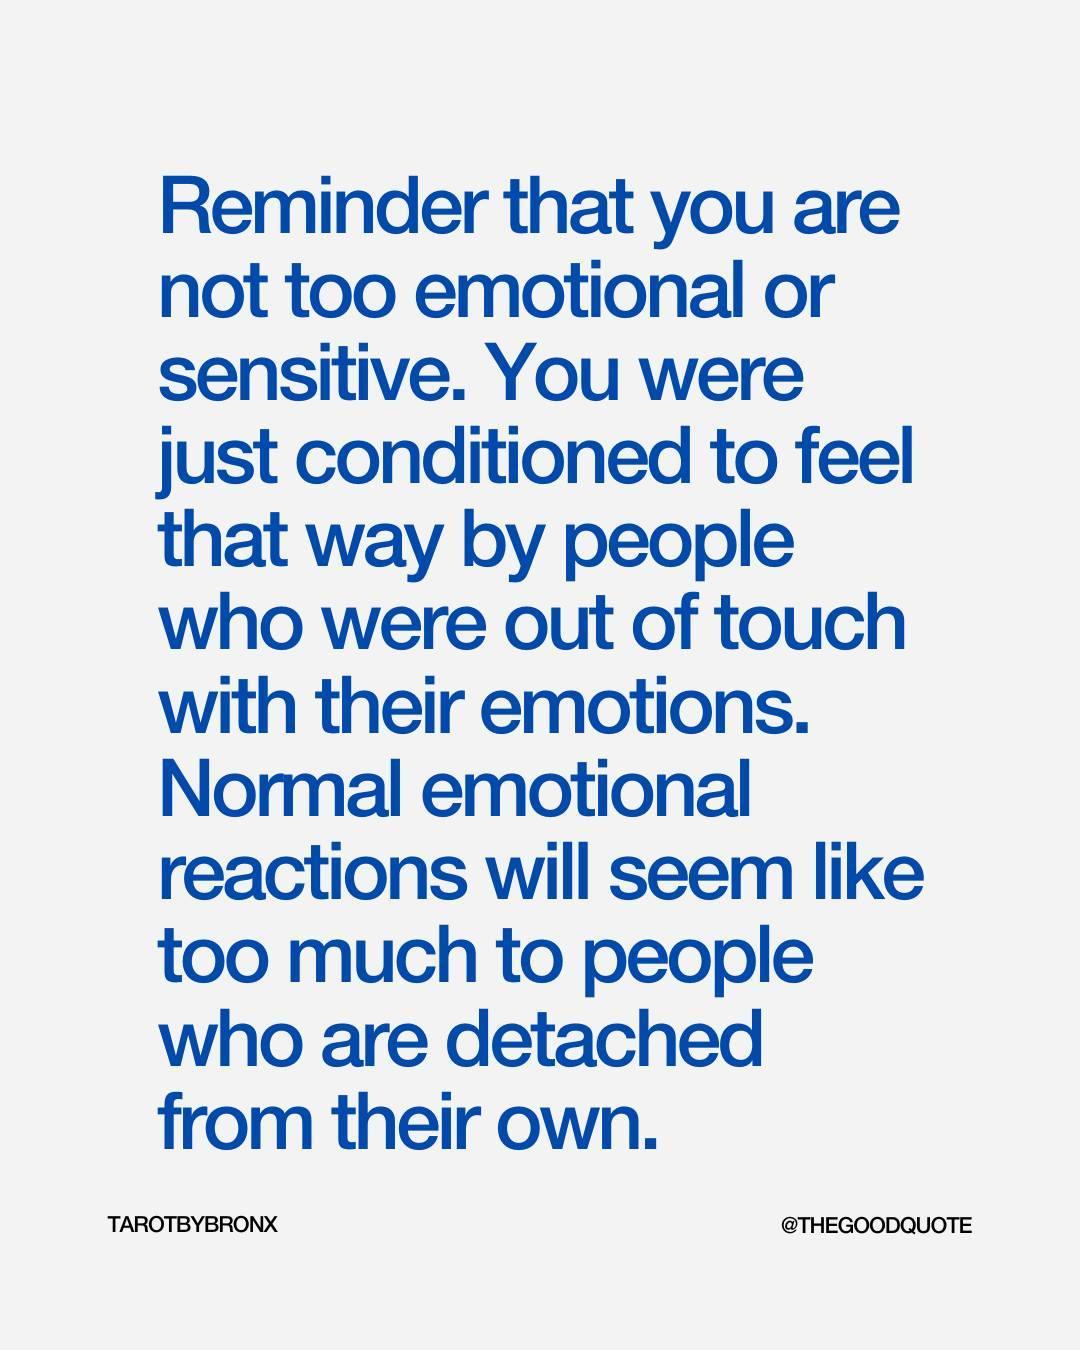 Reminder that you are
not too emotional or
sensitive. You were
just conditioned to feel
that way by people
who were out of touch
with their emotions.
Normal emotional
reactions will seem like
too much to people
who are detached
from their own.
TAROTBYBRONX
@THEGOODQUOTE